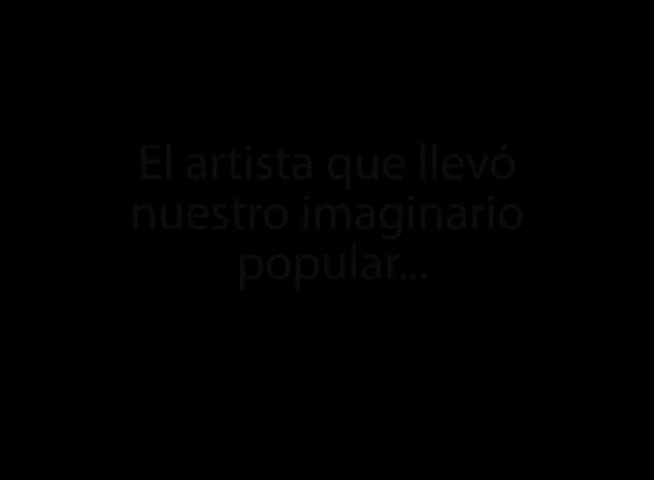 El artista que llevó
nuestro imaginario
popular...